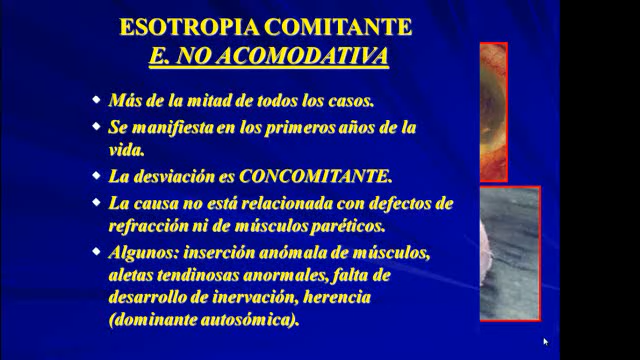 ESOTROPIA COMITANTE
E. NO ACOMODATIVA
Más de la mitad de todos los casos.
Se manifiesta en los primeros años de la
vida.
La desviación es CONCOMITANTE.
La causa no está relacionada con defectos de
refracción ni de músculos paréticos.
Algunos: inserción anómala de músculos,
aletas tendinosas anormales, falta de
desarrollo de inervación, herencia
(dominante autosómica).